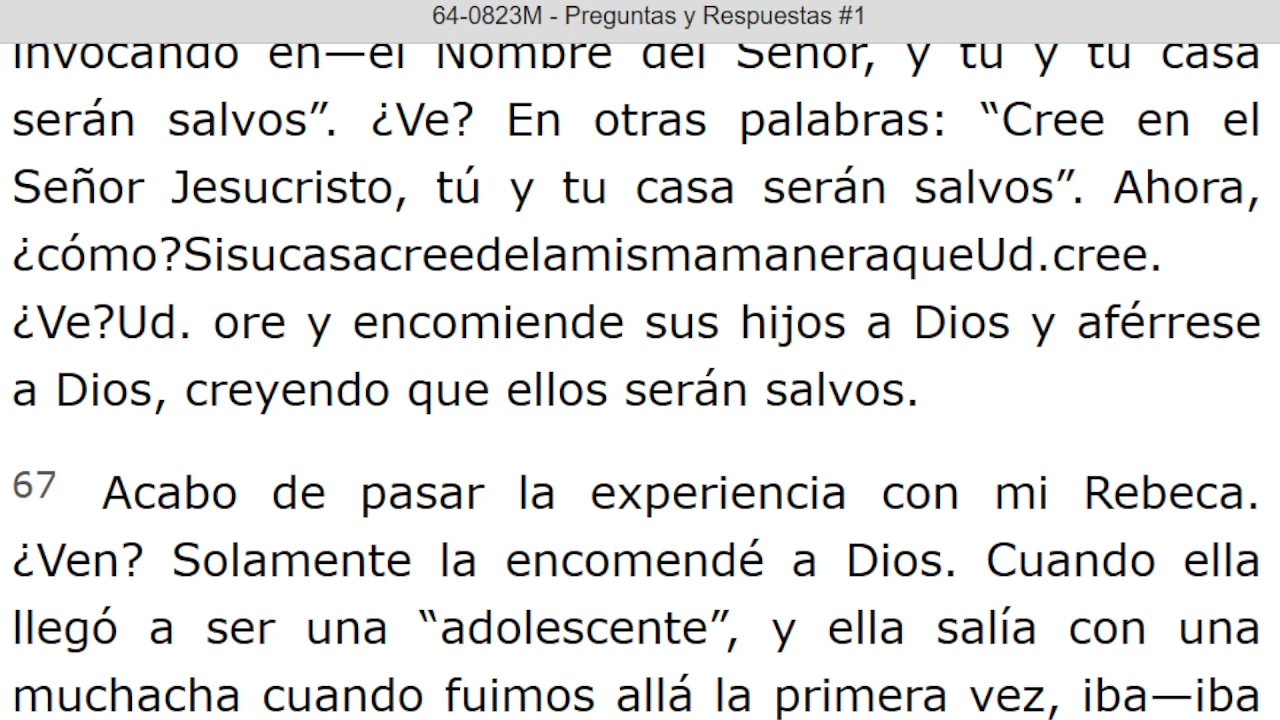 64-0823M - Preguntas y Respuestas #1
invocando en—el Nombre del Señor, y tú y tu casa
serán salvos”. ¿Ve? En otras palabras: “Cree en el
Señor Jesucristo, tú y tu casa serán salvos”. Ahora,
¿cómo?SisucasacreedelamismamaneraqueUd.cree.
¿Ve?Ud. ore y encomiende sus hijos a Dios y aférrese
a Dios, creyendo que ellos serán salvos.
67 Acabo de pasar la experiencia con mi Rebeca.
¿Ven? Solamente la encomendé a Dios. Cuando ella
llegó a ser una “adolescente”, y ella salía con una
muchacha cuando fuimos allá la primera vez, iba—iba